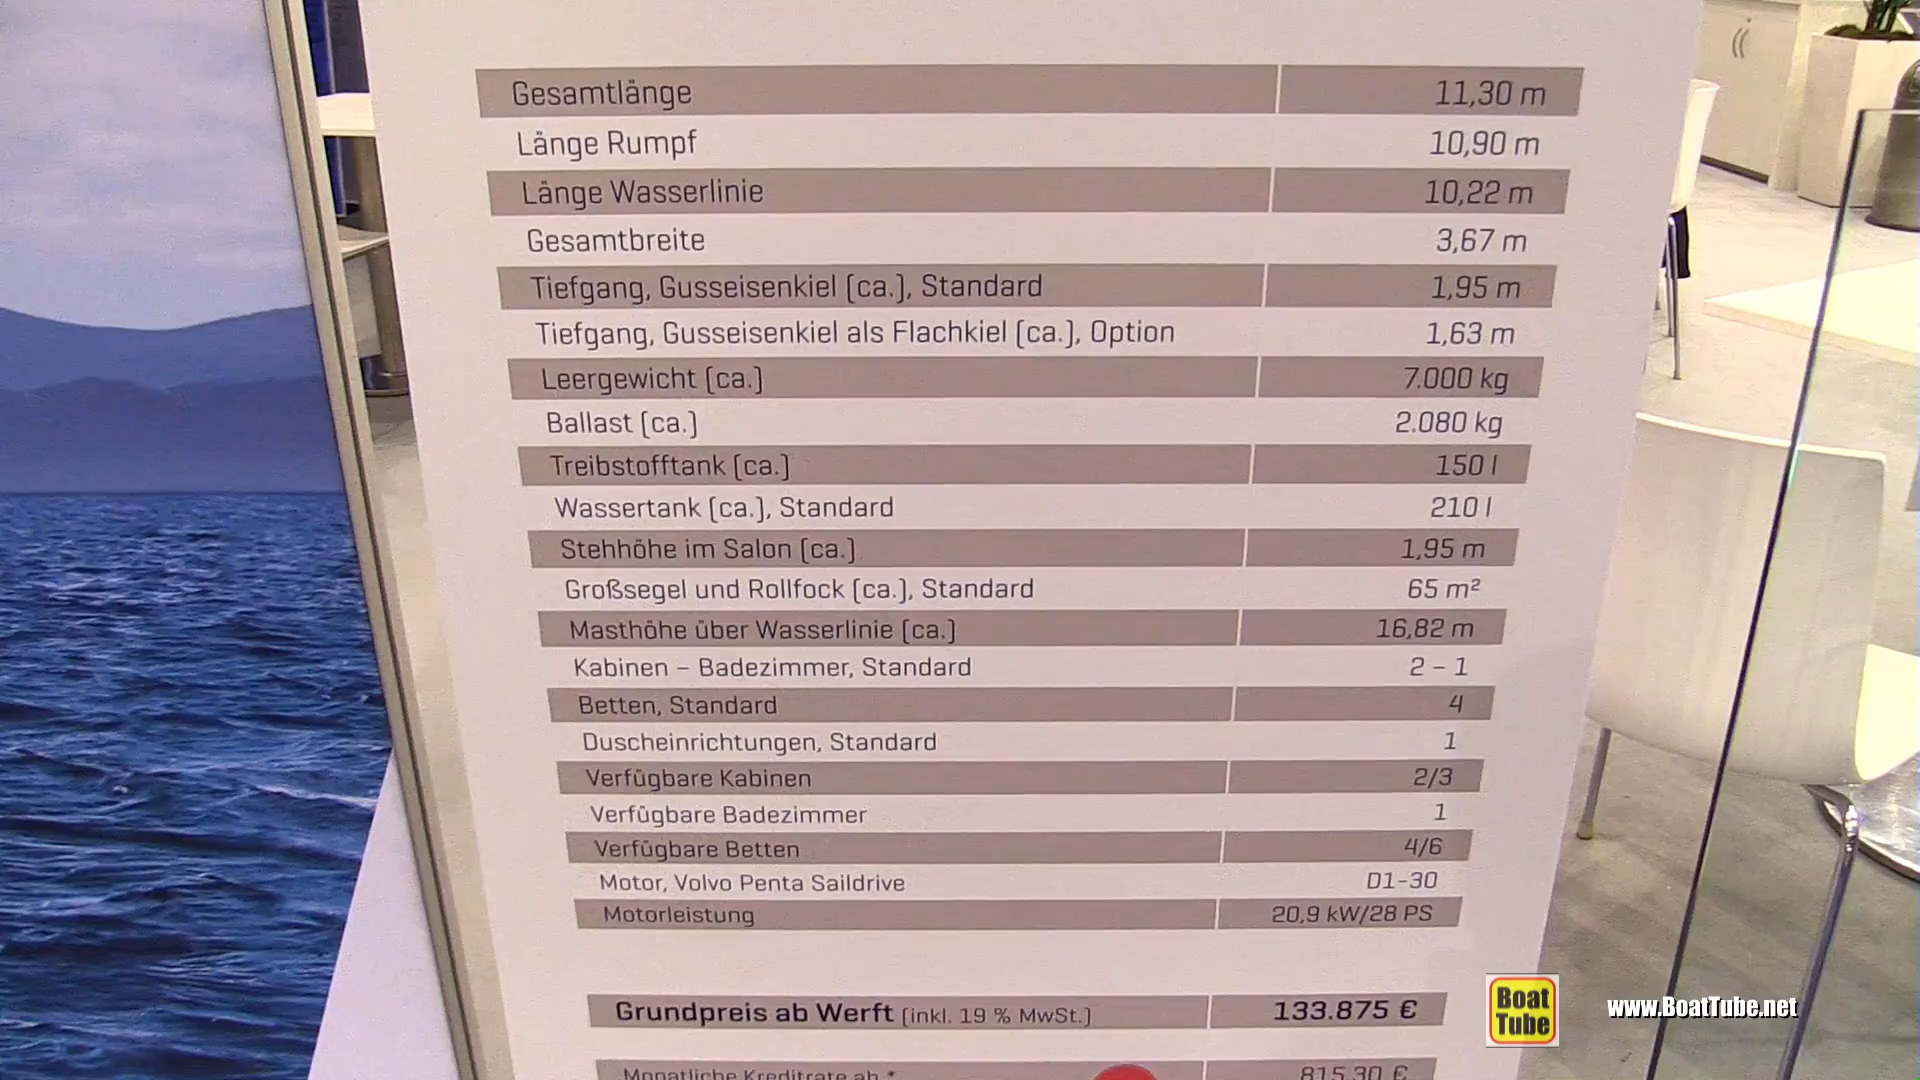 Gesamtlänge 11,30 m
Länge Rumpf 10,90 m
Länge Wasserlinie 10,22 m
Gesamtbreite 3,67 m
Tiefgang, Gusseisenkiel (ca.), Standard 1,95 m
Tiefgang, Gusseisenkiel als Flachkiel (ca.), Option 1,63 m
Leergewicht (ca.) 7.000 kg
Ballast (ca.) 2.080 kg
Treibstofftank (ca.) 150 l
Wassertank (ca.), Standard 210 l
Stehhöhe im Salon (ca.) 1,95 m
Großsegel und Rollfock (ca.), Standard 65 m²
Masthöhe über Wasserlinie (ca.) 16,82 m
Kabinen – Badezimmer, Standard 2 – 1
Betten, Standard 4
Duscheinrichtungen, Standard 1
Verfügbare Kabinen 2/3
Verfügbare Badezimmer 1
Verfügbare Betten 4/6
Motor, Volvo Penta Saildrive D1-30
Motorleistung 20,9 kW/28 PS
Grundpreis ab Werft (inkl. 19 % MwSt.) 133.875 €
Monatliche Kreditrate ab * 815,30 €
Boat
Tube
www.BoatTube.net